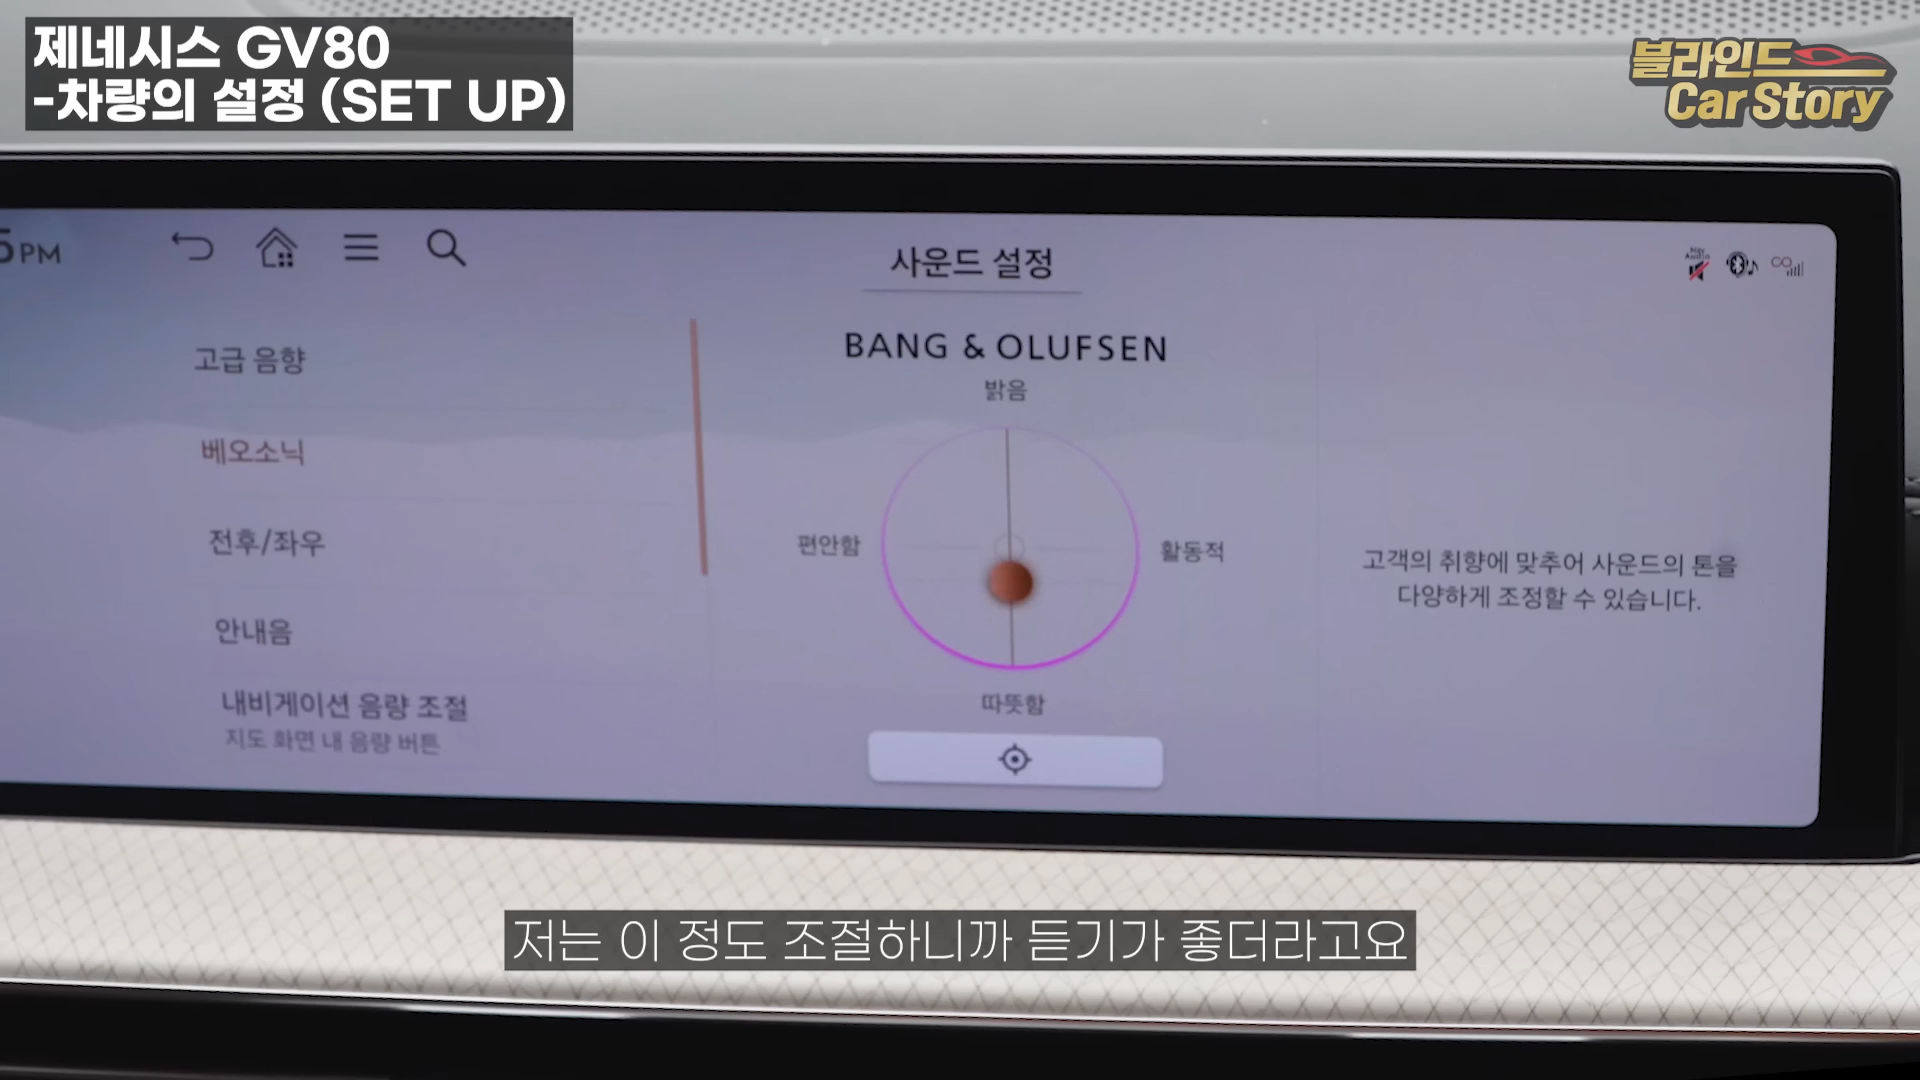 제네시스 GV80
-차량의 설정 (SET UP)
블라인드
Car Story
5 PM
사운드 설정
고급 음향
베오소닉
전후/좌우
안내음
내비게이션 음량 조절
지도 화면 내 음량 버튼
BANG & OLUFSEN
밝음
편안함
활동적
따뜻함
고객의 취향에 맞추어 사운드의 톤을
다양하게 조정할 수 있습니다.
저는 이 정도 조절하니까 듣기가 좋더라고요